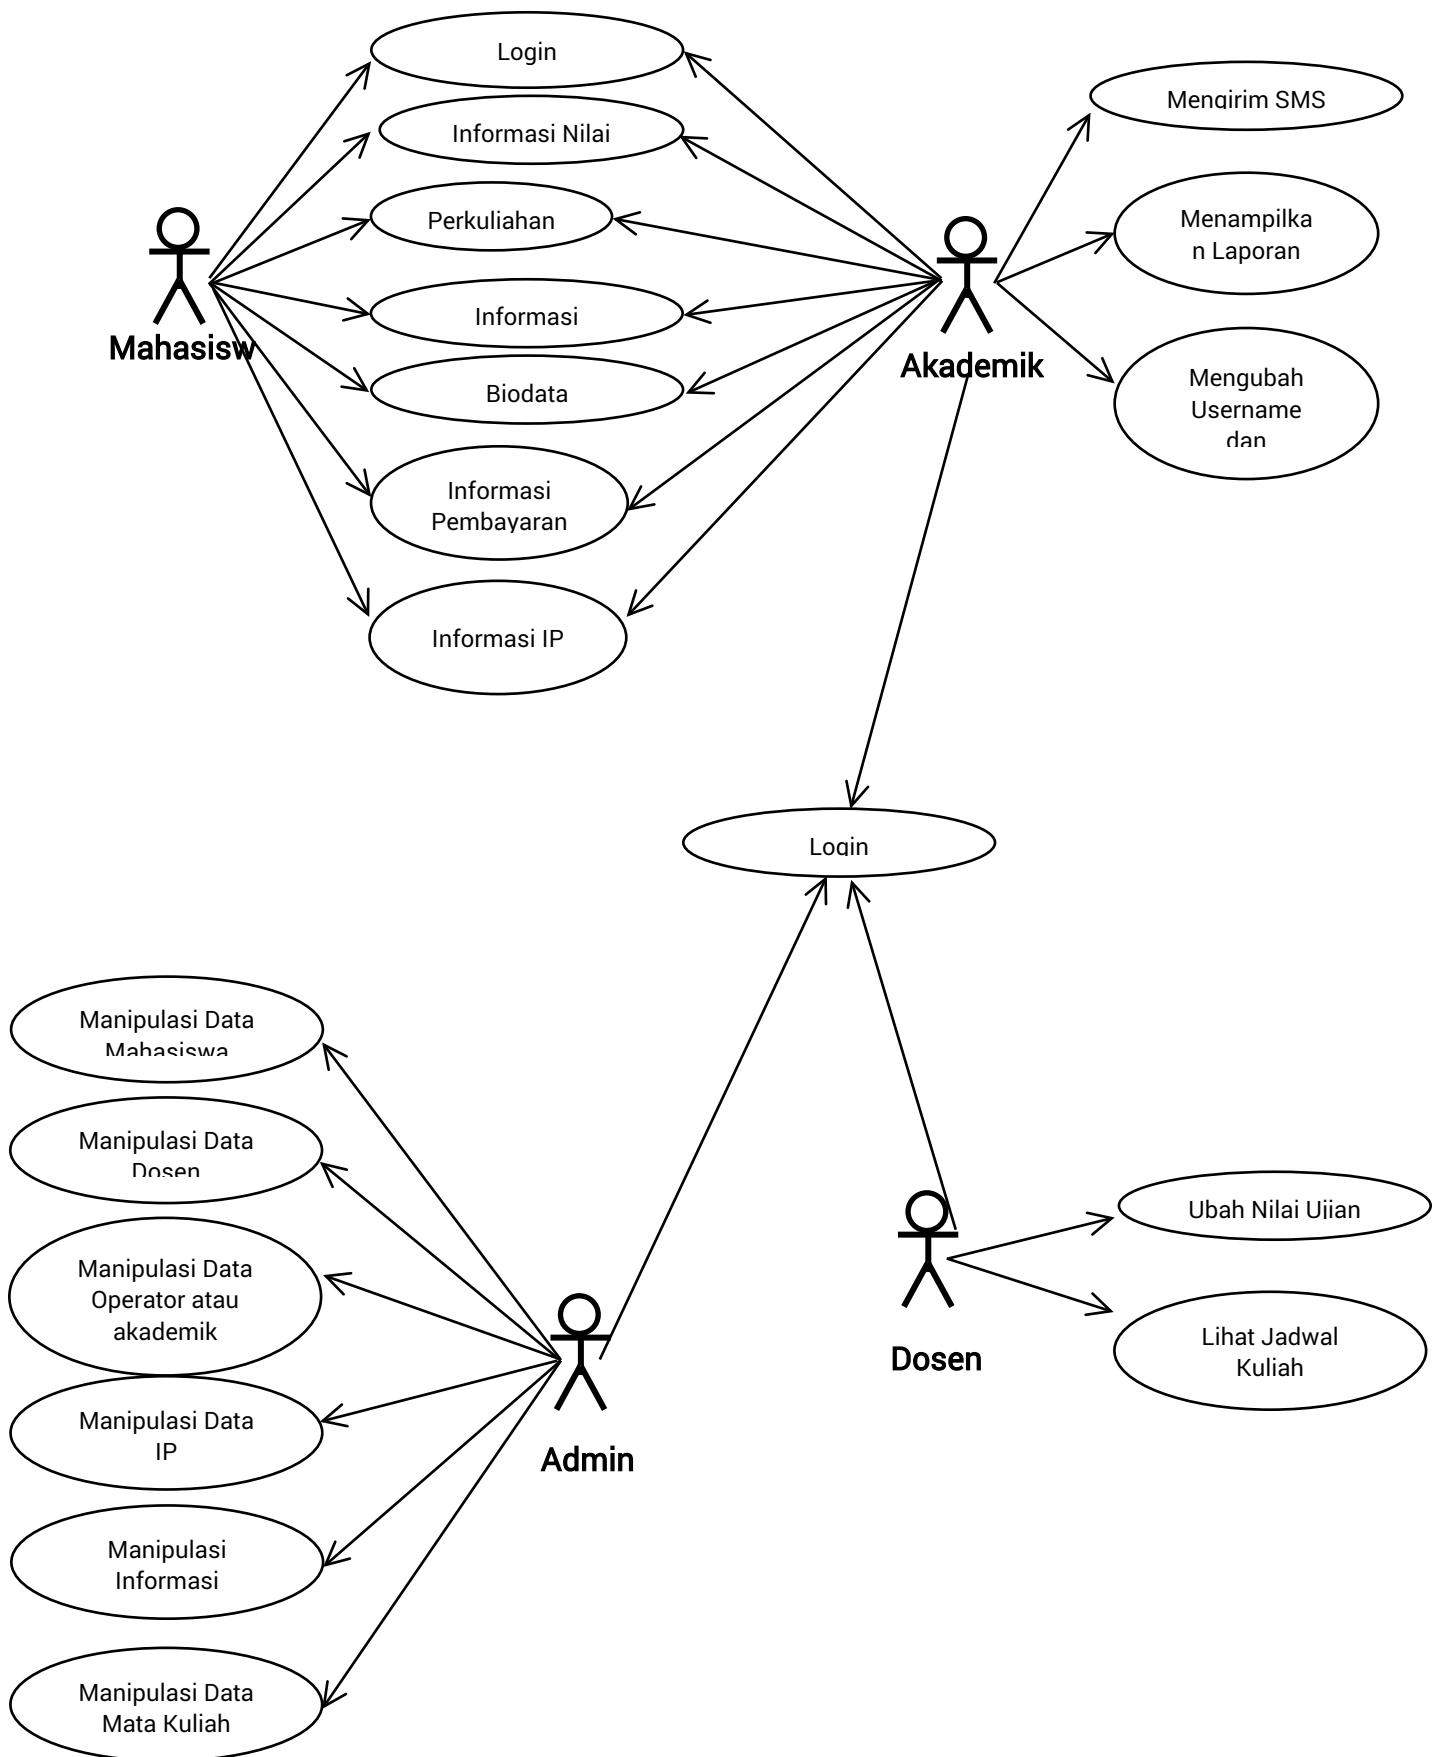 Login
Informasi Nilai
Perkuliahan
Informasi
Biodata
Informasi
Pembayaran
Informasi IP
Mahasisw
Akademik
Mengirim SMS
Menampilka
n Laporan
Mengubah
Username
dan
Login
Manipulasi Data
Mahasiswa
Manipulasi Data
Dosen
Manipulasi Data
Operator atau
akademik
Manipulasi Data
IP
Manipulasi
Informasi
Manipulasi Data
Mata Kuliah
Admin
Dosen
Ubah Nilai Ujian
Lihat Jadwal
Kuliah